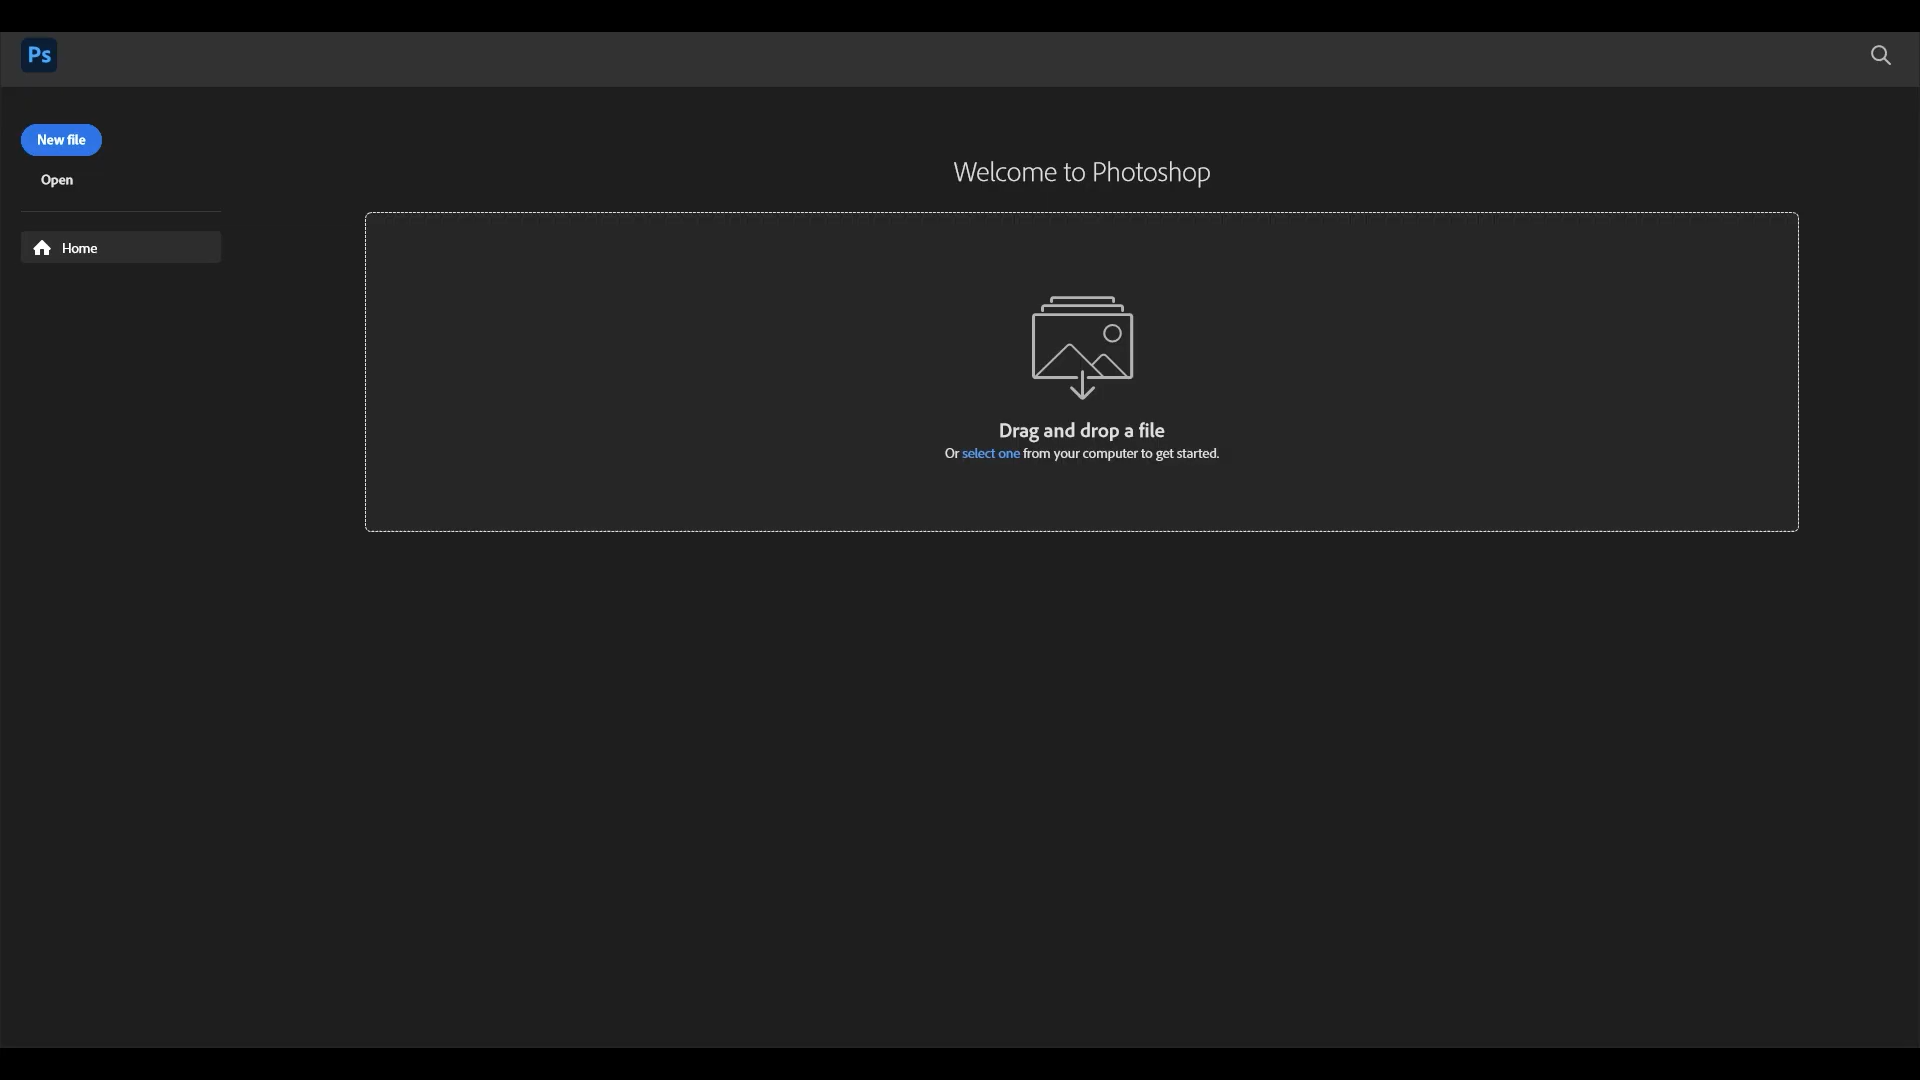 Ps
New file
Open
Home
Welcome to Photoshop
Drag and drop a file
Or select one from your computer to get started.